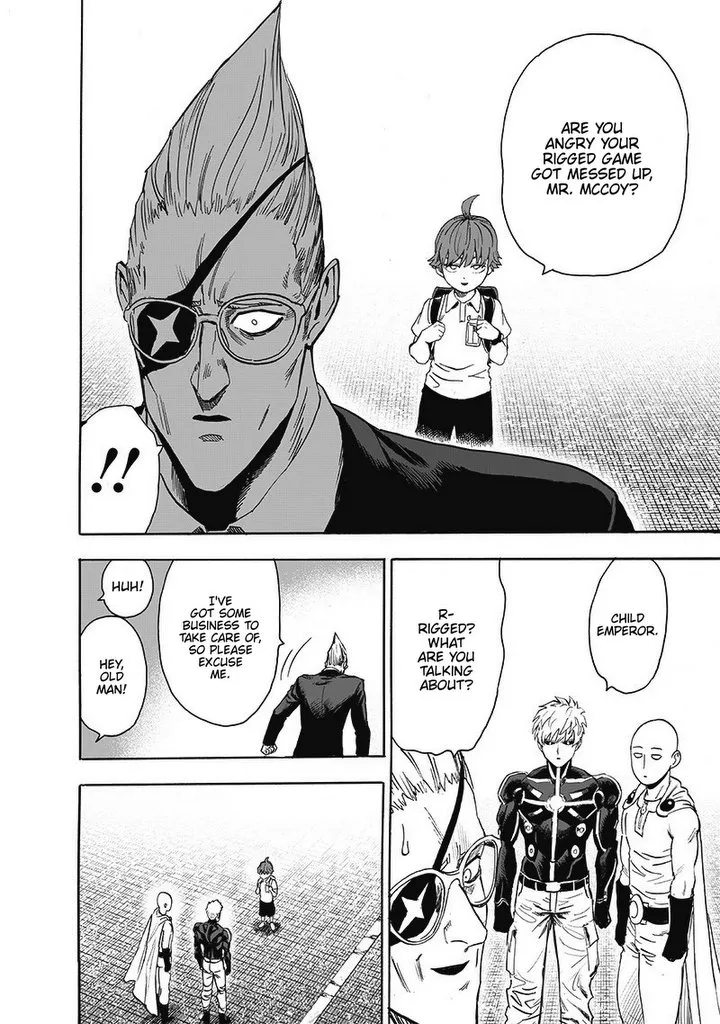 ARE YOU
ANGRY YOUR
RIGGED GAME
GOT MESSED UP,
MR. MCCOY?
!!
CHILD
EMPEROR.
R-
RIGGED?
WHAT
ARE YOU
TALKING
ABOUT?
I'VE
GOT SOME
BUSINESS TO
TAKE CARE OF,
SO PLEASE
EXCUSE
ME.
HUH!
HEY,
OLD
MAN!